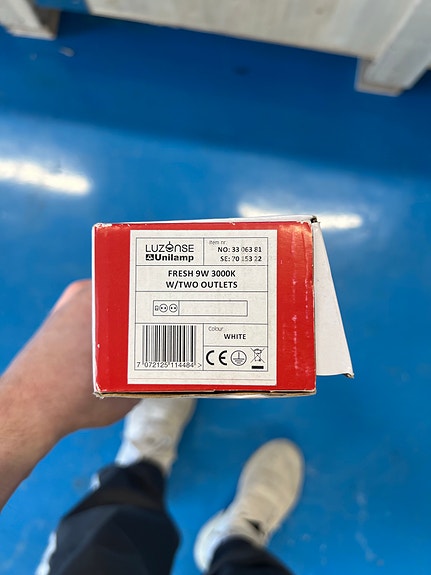 LUZONSE
Unilamp
Item nr
NO: 33 063 81
SE: 70 153 22
FRESH 9W 3000K
W/TWO OUTLETS
Colour
WHITE
7 072125 114484 >
CE